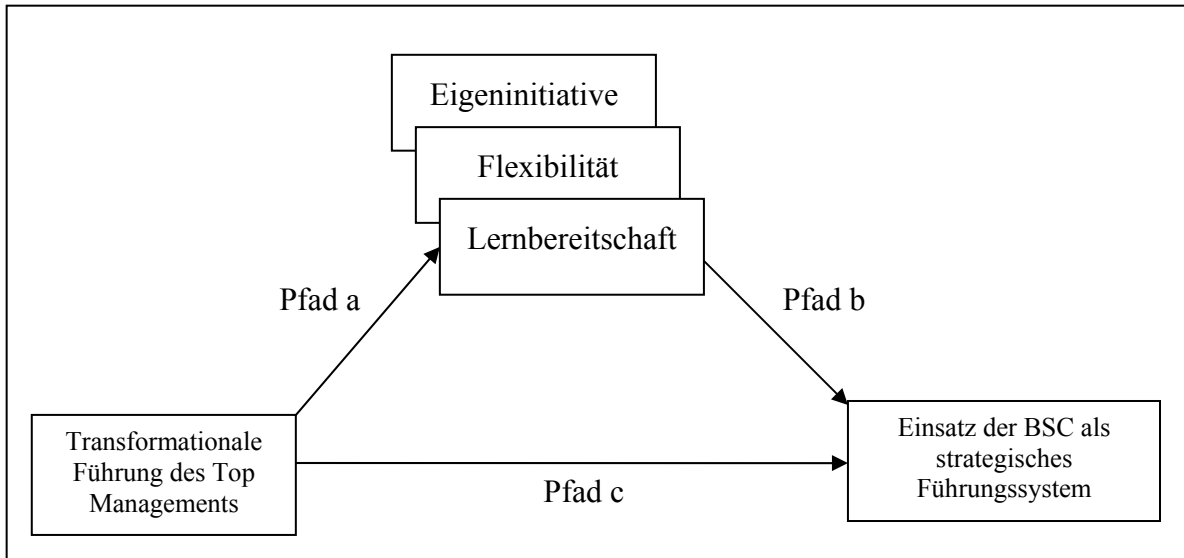 Eigeninitiative
Flexibilität
Lernbereitschaft
Pfad a
Pfad b
Transformationale
Führung des Top
Managements
Pfad c
Einsatz der BSC als
strategisches
Führungssystem